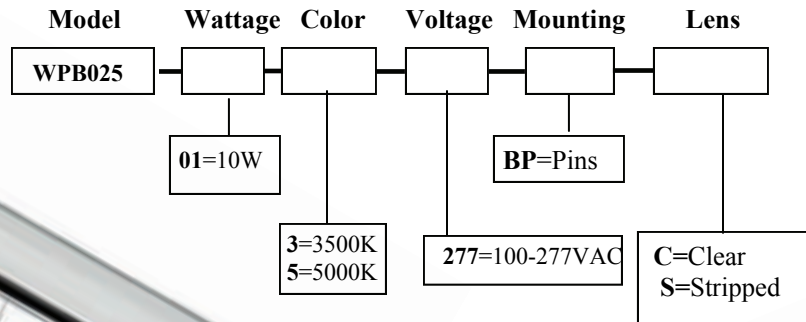 Model Wattage Color Voltage Mounting Lens
WPB025
01=10W
BP=Pins
3=3500K
5=5000K
277=100-277VAC
C=Clear
S=Stripped